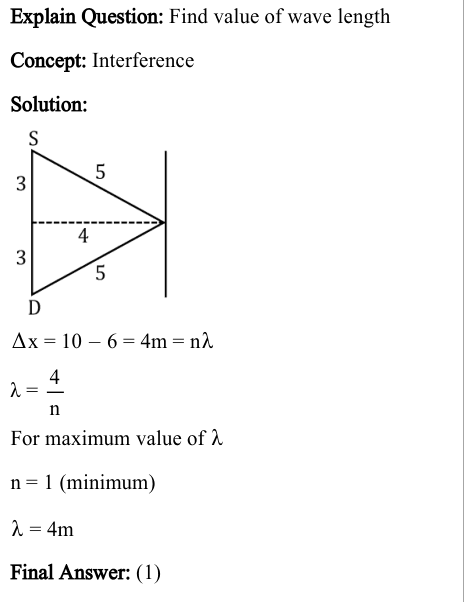 Explain Question: Find value of wave length
Concept: Interference
Solution:
S
3
5
4
3
5
D
Δx = 10 – 6 = 4m = nλ
λ = 4/n
For maximum value of λ
n = 1 (minimum)
λ = 4m
Final Answer: (1)